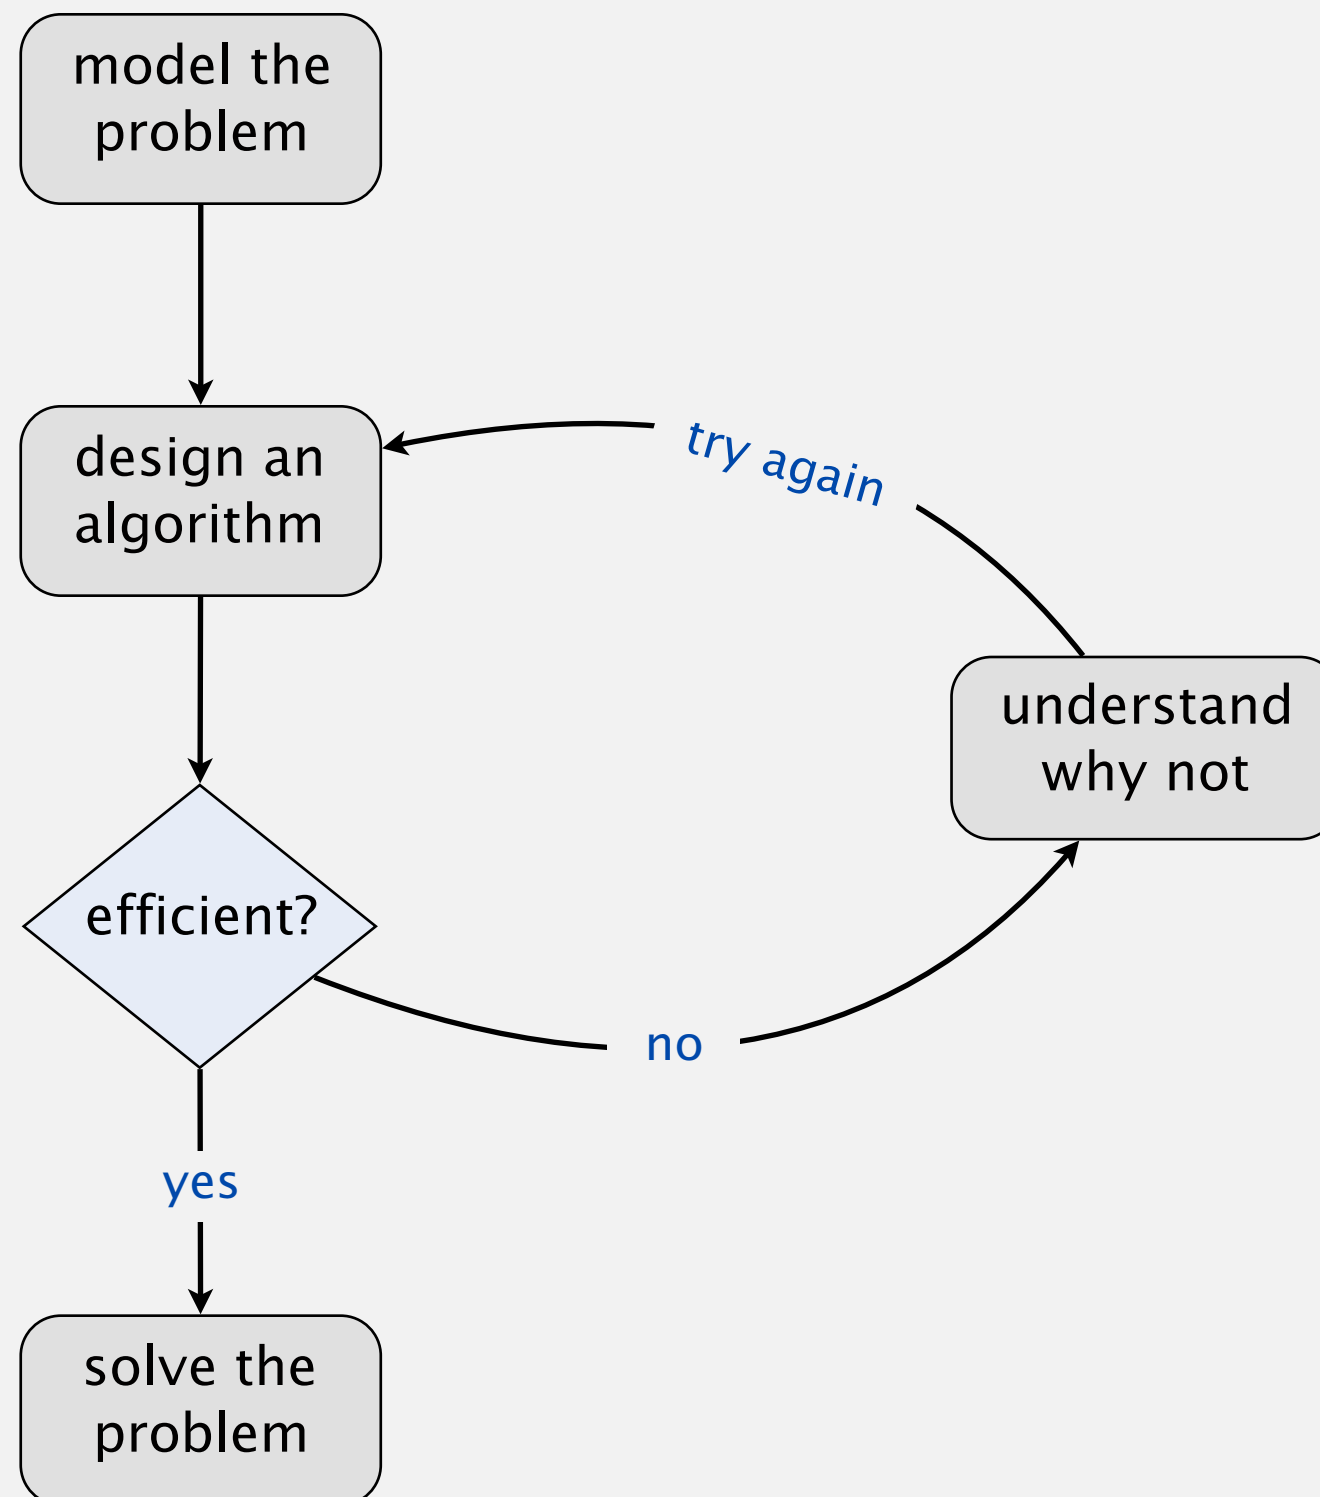 model the
problem
design an
algorithm
try again
understand
why not
efficient?
no
yes
solve the
problem